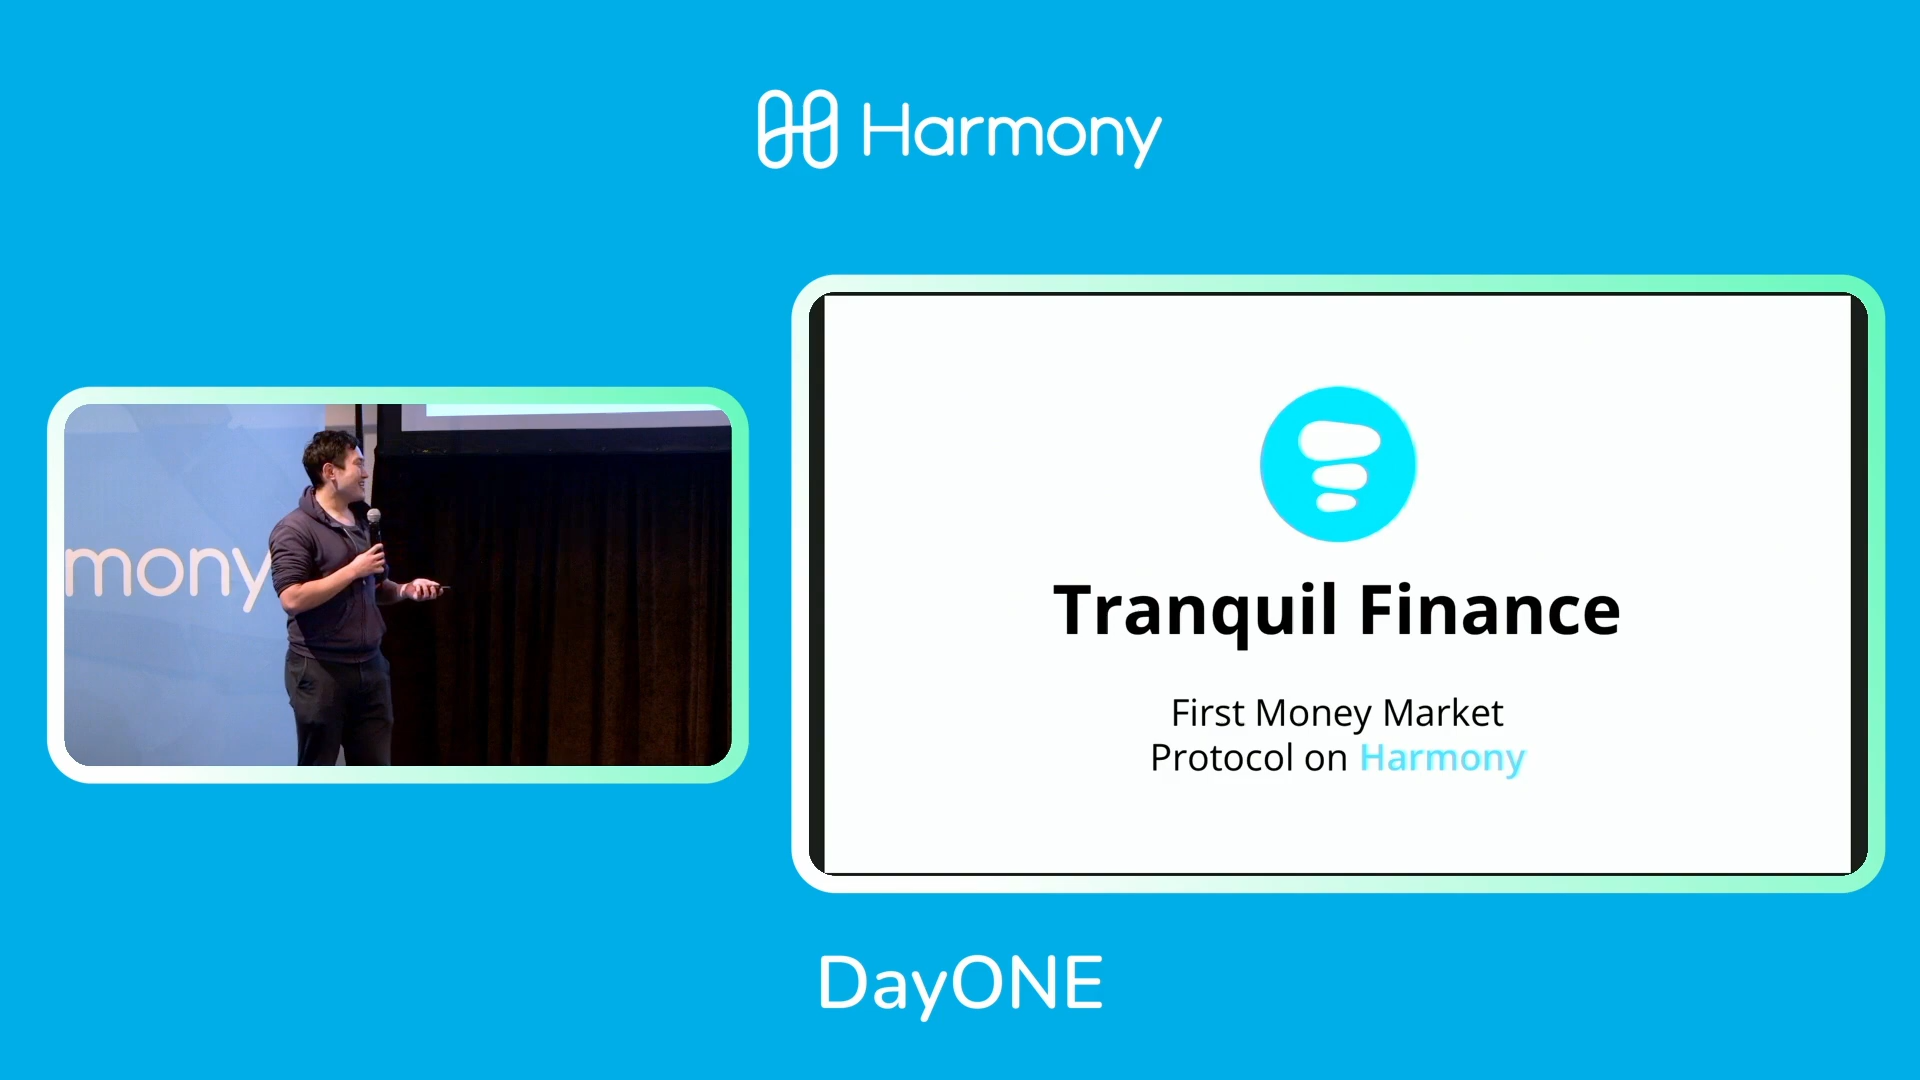 Harmony
mony
Tranquil Finance
First Money Market
Protocol on Harmony
DayONE